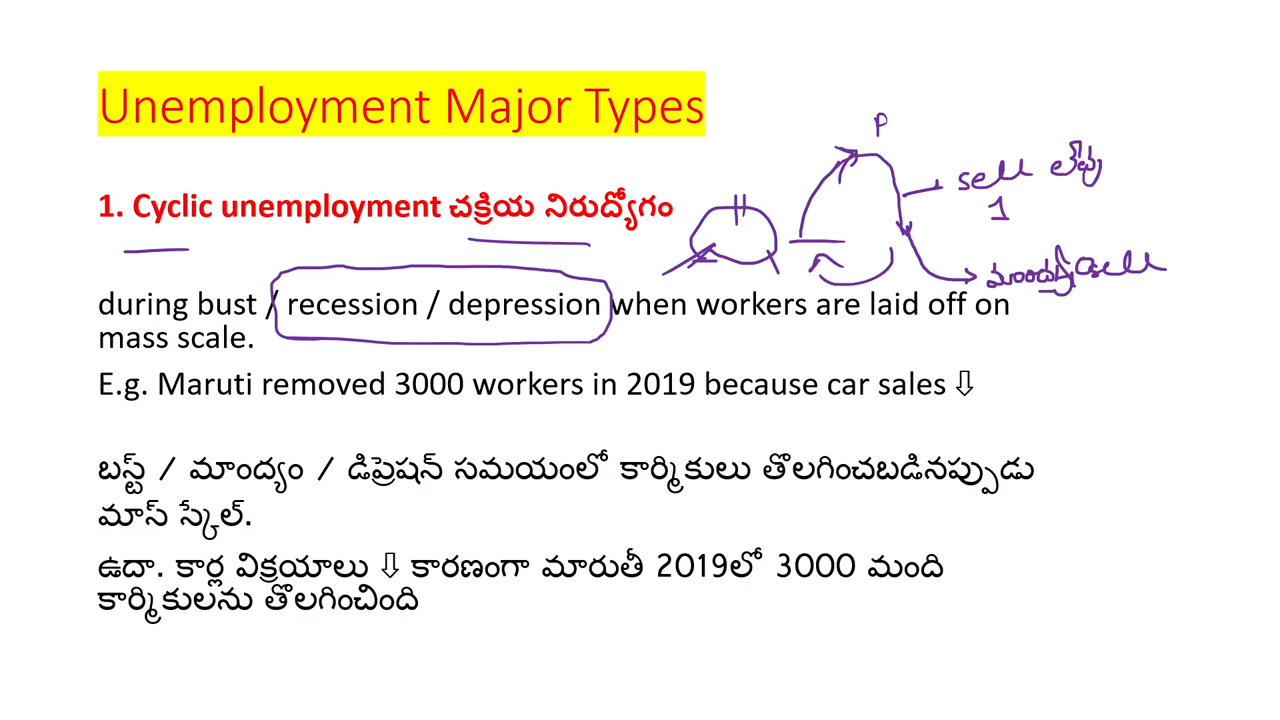 Unemployment Major Types
P
sell లేవు
1
1. Cyclic unemployment చక్రీయ నిరుద్యోగం
sell
during bust / recession / depression when workers are laid off on
mass scale.
E.g. Maruti removed 3000 workers in 2019 because car sales ⇩
బస్ట్ / మాంద్యం / డిప్రెషన్ సమయంలో కార్మికులు తొలగించబడినప్పుడు
మాస్ స్కేల్.
ఉదా. కార్ల విక్రయాలు ⇩ కారణంగా మారుతీ 2019లో 3000 మంది
కార్మికులను తొలగించింది